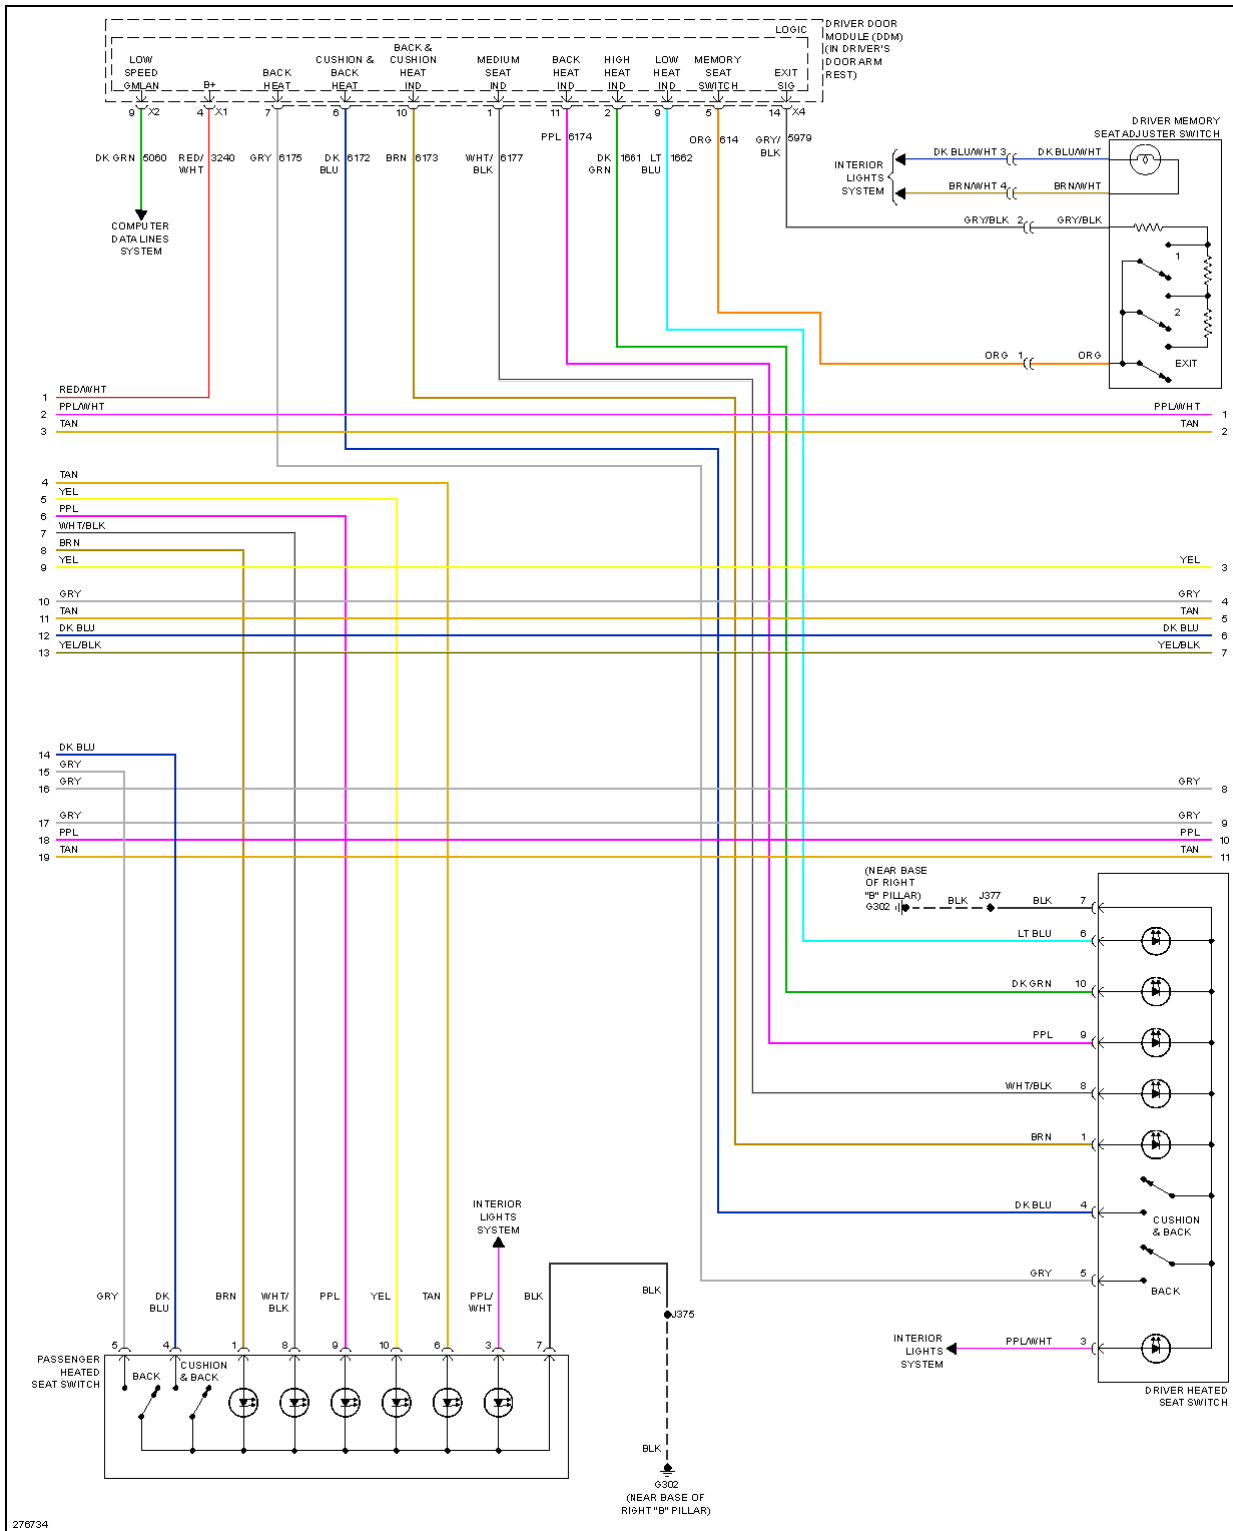 DRIVER DOOR
MODULE (DDM)
(IN DRIVER'S
DOOR ARM
REST)
LOGIC
LOW
SPEED
GMLAN
B+
BACK
HEAT
CUSHION &
BACK
HEAT
BACK &
CUSHION
HEAT
IND
MEDIUM
SEAT
IND
BACK
HEAT
IND
HIGH
HEAT
IND
LOW
HEAT
IND
MEMORY
SEAT
SWITCH
EXIT
SIG
9 X2 4 X1 7 6 10 1 11 2 9 5 14 X4
DK GRN 5060
RED/
WHT 3240
GRY 6175
DK
BLU 6172
BRN 6173
WHT/
BLK 6177
PPL 6174
DK
GRN 1661
LT
BLU 1662
ORG 614
GRY/
BLK 5979
COMPUTER
DATA LINES
SYSTEM
DRIVER MEMORY
SEAT ADJUSTER SWITCH
INTERIOR
LIGHTS
SYSTEM
DK BLU/WHT 3 DK BLU/WHT
BRN/WHT 4 BRN/WHT
GRY/BLK 2 GRY/BLK
1
2
EXIT
ORG 1 ORG
1 RED/WHT
2 PPL/WHT PPL/WHT 1
3 TAN TAN 2
4 TAN
5 YEL
6 PPL
7 WHT/BLK
8 BRN
9 YEL YEL 3
10 GRY GRY 4
11 TAN TAN 5
12 DK BLU DK BLU 6
13 YEL/BLK YEL/BLK 7
14 DK BLU
15 GRY
16 GRY GRY 8
17 GRY GRY 9
18 PPL PPL 10
19 TAN TAN 11
(NEAR BASE
OF RIGHT
"B" PILLAR)
G302 BLK J377 BLK 7
LT BLU 6
DK GRN 10
PPL 9
WHT/BLK 8
BRN 1
DK BLU 4
CUSHION
& BACK
GRY 5
BACK
INTERIOR
LIGHTS
SYSTEM
PPL/WHT 3
DRIVER HEATED
SEAT SWITCH
INTERIOR
LIGHTS
SYSTEM
GRY
DK
BLU
BRN
WHT/
BLK
PPL
YEL
TAN
PPL/
WHT
BLK
BLK
J375
5 4 1 8 9 10 6 3 7
PASSENGER
HEATED
SEAT SWITCH
BACK
CUSHION
& BACK
BLK
G302
(NEAR BASE OF
RIGHT "B" PILLAR)
276734